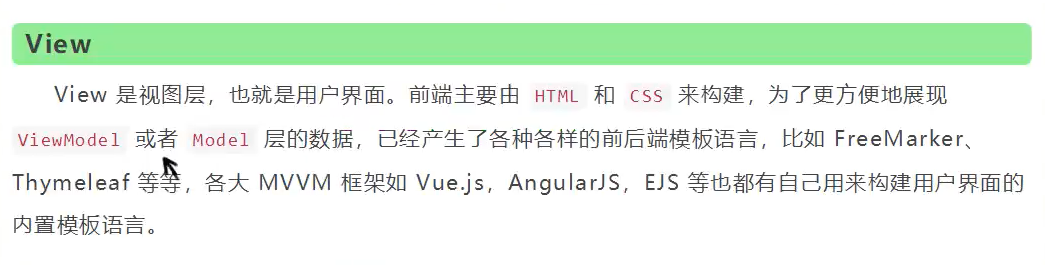 View
View 是视图层，也就是用户界面。前端主要由 HTML 和 CSS 来构建，为了更方便地展现
ViewModel 或者 Model 层的数据，已经产生了各种各样的前后端模板语言，比如 FreeMarker、
Thymeleaf 等等，各大 MVVM 框架如 Vue.js，AngularJS，EJS 等也都有自己用来构建用户界面的
内置模板语言。